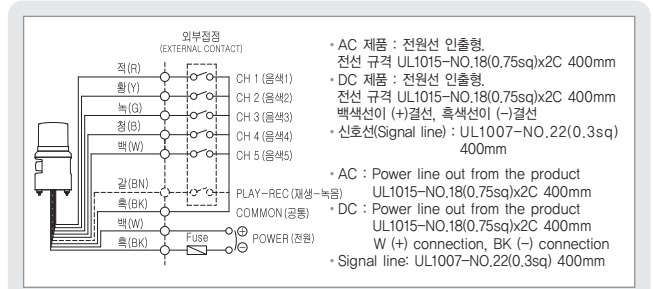 외부접점
(EXTERNAL CONTACT)
적(R)
CH 1 (음색1)
황(Y)
CH 2 (음색2)
녹(G)
CH 3 (음색3)
청(B)
CH 4 (음색4)
백(W)
CH 5 (음색5)
갈(BN)
PLAY-REC (재생-녹음)
흑(BK)
COMMON (공통)
백(W)
흑(BK)
Fuse
⊕
⊖
POWER (전원)
◦ AC 제품 : 전원선 인출형.
전선 규격 UL1015-NO.18(0.75sq)x2C 400mm
◦ DC 제품 : 전원선 인출형.
전선 규격 UL1015-NO.18(0.75sq)x2C 400mm
백색선이 (+)결선, 흑색선이 (-)결선
◦ 신호선(Signal line) : UL1007-NO.22(0.3sq)
400mm
◦ AC : Power line out from the product
UL1015-NO.18(0.75sq)x2C 400mm
◦ DC : Power line out from the product
UL1015-NO.18(0.75sq)x2C 400mm
W (+) connection, BK (-) connection
◦ Signal line: UL1007-NO.22(0.3sq) 400mm